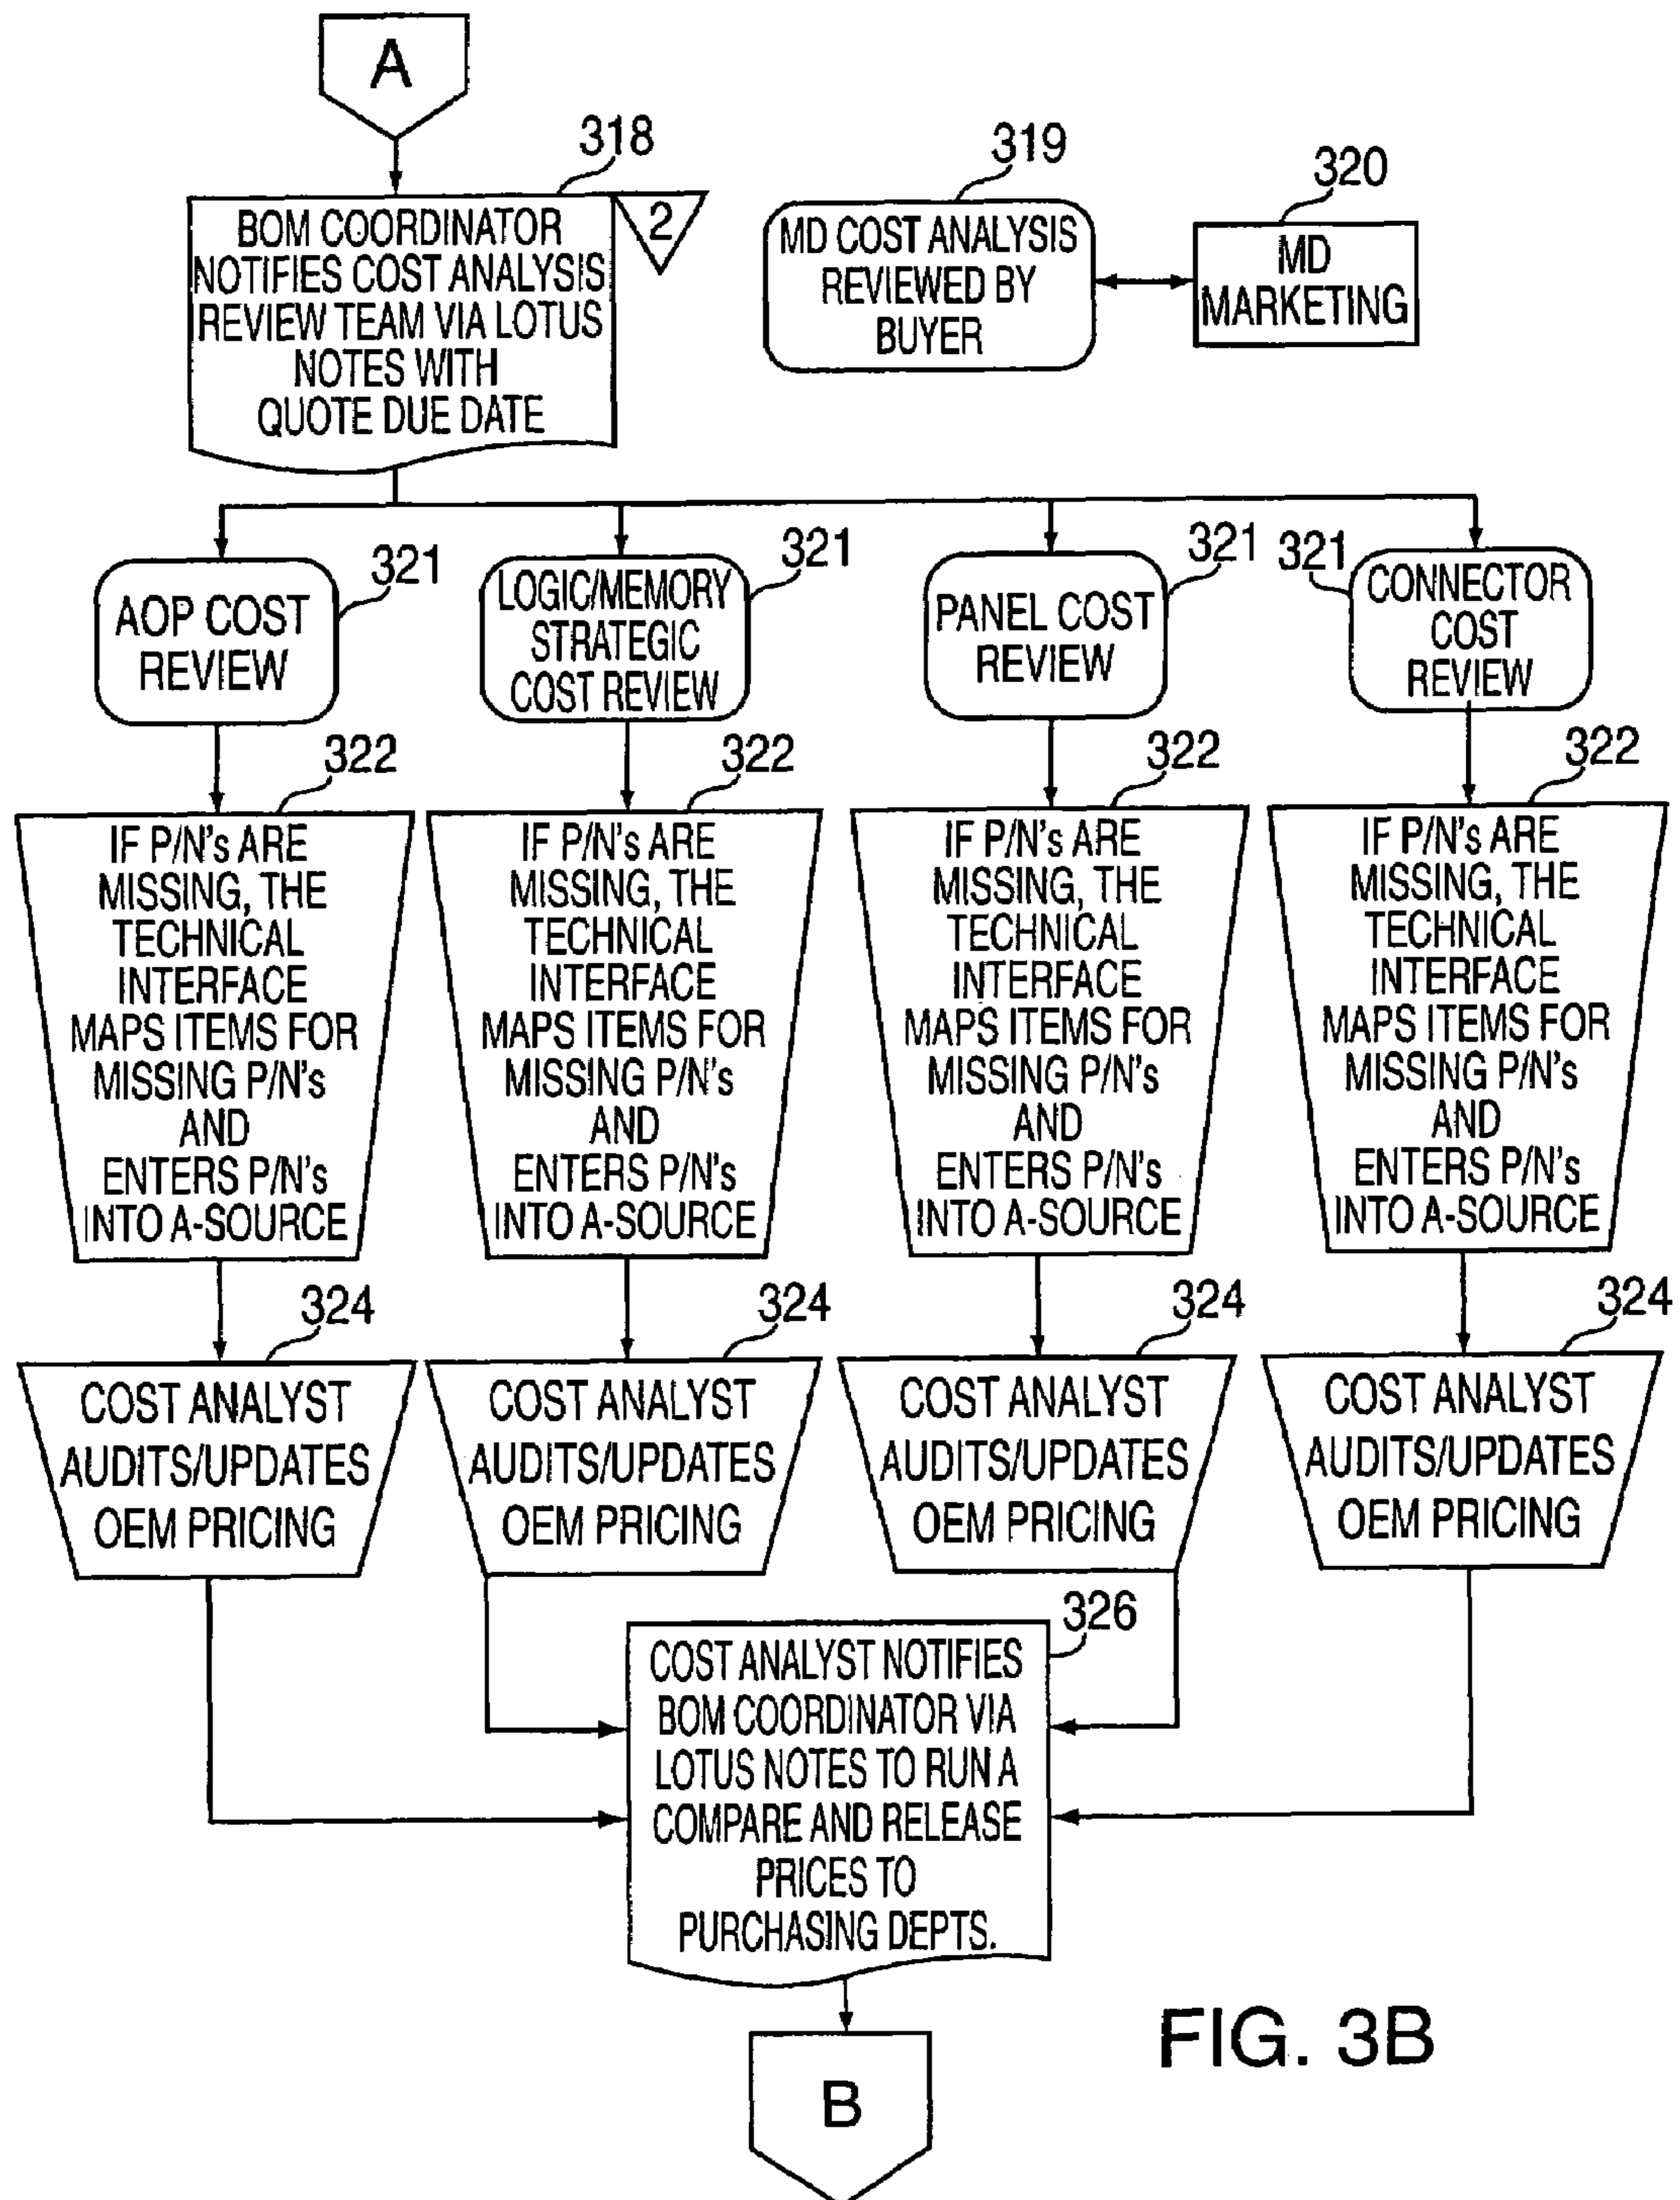 A
318
BOM COORDINATOR
NOTIFIES COST ANALYSIS
REVIEW TEAM VIA LOTUS
NOTES WITH
QUOTE DUE DATE
2
319
MD COST ANALYSIS
REVIEWED BY
BUYER
320
MD
MARKETING
321
AOP COST
REVIEW
321
LOGIC/MEMORY
STRATEGIC
COST REVIEW
321
PANEL COST
REVIEW
321
CONNECTOR
COST
REVIEW
322
IF P/N's ARE
MISSING, THE
TECHNICAL
INTERFACE
MAPS ITEMS FOR
MISSING P/N's
AND
ENTERS P/N's
INTO A-SOURCE
322
IF P/N's ARE
MISSING, THE
TECHNICAL
INTERFACE
MAPS ITEMS FOR
MISSING P/N's
AND
ENTERS P/N's
INTO A-SOURCE
322
IF P/N's ARE
MISSING, THE
TECHNICAL
INTERFACE
MAPS ITEMS FOR
MISSING P/N's
AND
ENTERS P/N's
INTO A-SOURCE
322
IF P/N's ARE
MISSING, THE
TECHNICAL
INTERFACE
MAPS ITEMS FOR
MISSING P/N's
AND
ENTERS P/N's
INTO A-SOURCE
324
COST ANALYST
AUDITS/UPDATES
OEM PRICING
324
COST ANALYST
AUDITS/UPDATES
OEM PRICING
324
COST ANALYST
AUDITS/UPDATES
OEM PRICING
324
COST ANALYST
AUDITS/UPDATES
OEM PRICING
326
COST ANALYST NOTIFIES
BOM COORDINATOR VIA
LOTUS NOTES TO RUN A
COMPARE AND RELEASE
PRICES TO
PURCHASING DEPTS.
B
FIG. 3B